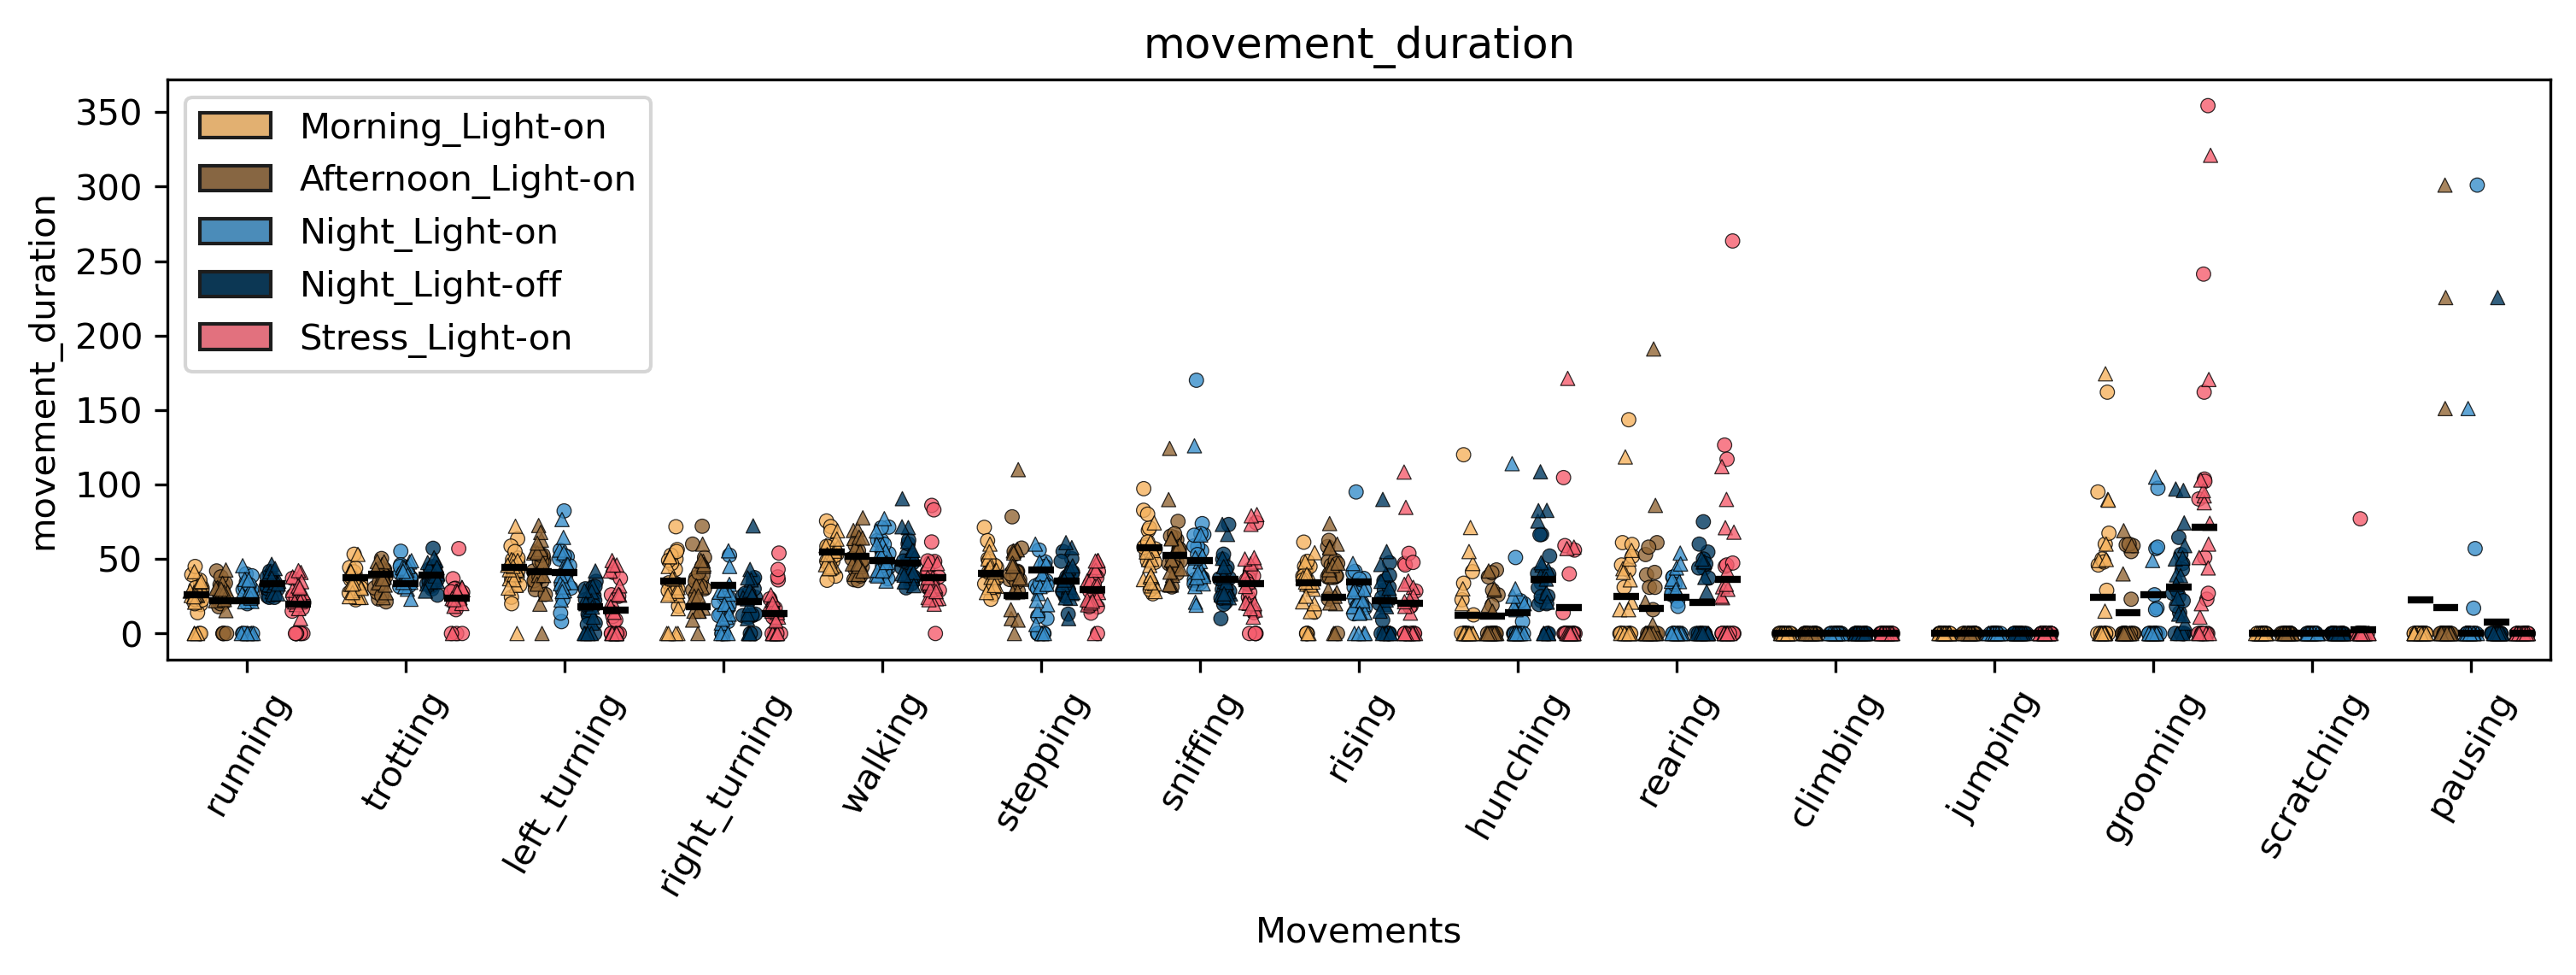 movement_duration
movement_duration
350
300
250
200
150
100
50
0
Morning_Light-on
Afternoon_Light-on
Night_Light-on
Night_Light-off
Stress_Light-on
running
trotting
left_turning
right_turning
walking
stepping
sniffing
rising
hunching
rearing
climbing
jumping
grooming
scratching
pausing
Movements